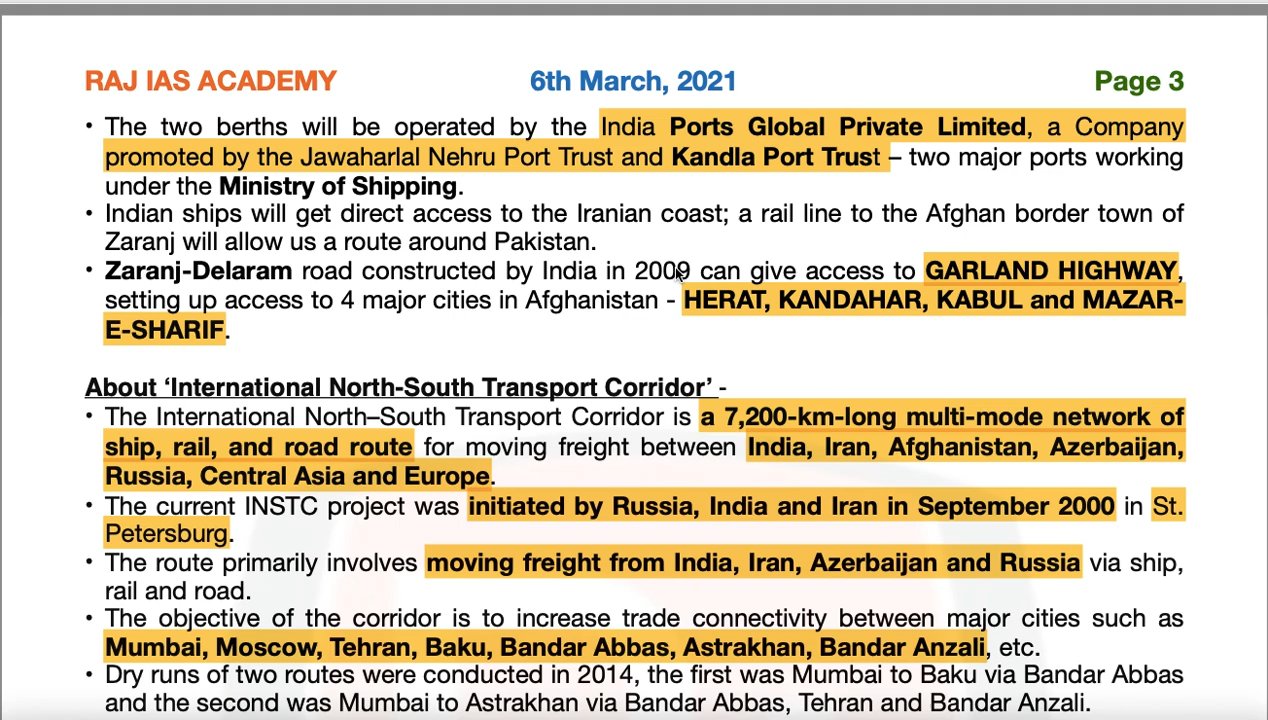 RAJ IAS ACADEMY 6th March, 2021 Page 3
• The two berths will be operated by the India Ports Global Private Limited, a Company
promoted by the Jawaharlal Nehru Port Trust and Kandla Port Trust – two major ports working
under the Ministry of Shipping.
• Indian ships will get direct access to the Iranian coast; a rail line to the Afghan border town of
Zaranj will allow us a route around Pakistan.
• Zaranj-Delaram road constructed by India in 2009 can give access to GARLAND HIGHWAY,
setting up access to 4 major cities in Afghanistan - HERAT, KANDAHAR, KABUL and MAZAR-
E-SHARIF.
About ‘International North-South Transport Corridor’ -
• The International North–South Transport Corridor is a 7,200-km-long multi-mode network of
ship, rail, and road route for moving freight between India, Iran, Afghanistan, Azerbaijan,
Russia, Central Asia and Europe.
• The current INSTC project was initiated by Russia, India and Iran in September 2000 in St.
Petersburg.
• The route primarily involves moving freight from India, Iran, Azerbaijan and Russia via ship,
rail and road.
• The objective of the corridor is to increase trade connectivity between major cities such as
Mumbai, Moscow, Tehran, Baku, Bandar Abbas, Astrakhan, Bandar Anzali, etc.
• Dry runs of two routes were conducted in 2014, the first was Mumbai to Baku via Bandar Abbas
and the second was Mumbai to Astrakhan via Bandar Abbas, Tehran and Bandar Anzali.